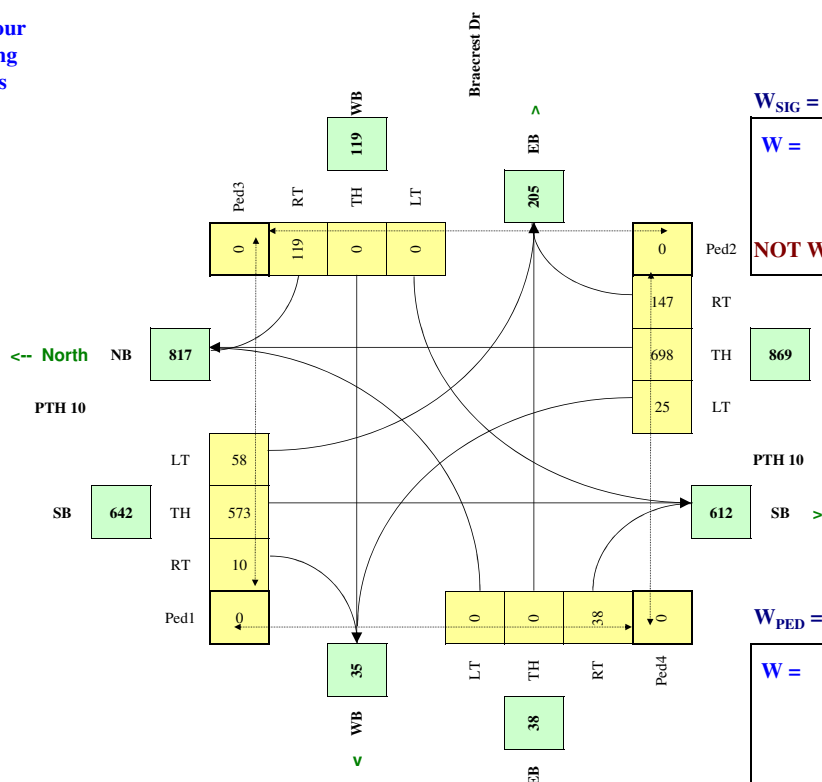 our
ng
s
Braecrest Dr
WB
119
^
EB
205
W_SIG =
W =
NOT W
Ped3
RT
TH
LT
0
119
0
0
0
Ped2
147
RT
<-- North
NB
817
698
TH
869
PTH 10
25
LT
LT
58
PTH 10
SB
642
TH
573
612
SB
>
RT
10
Ped1
0
0
0
38
0
W_PED =
35
LT
TH
RT
Ped4
W =
WB
38
v
EB